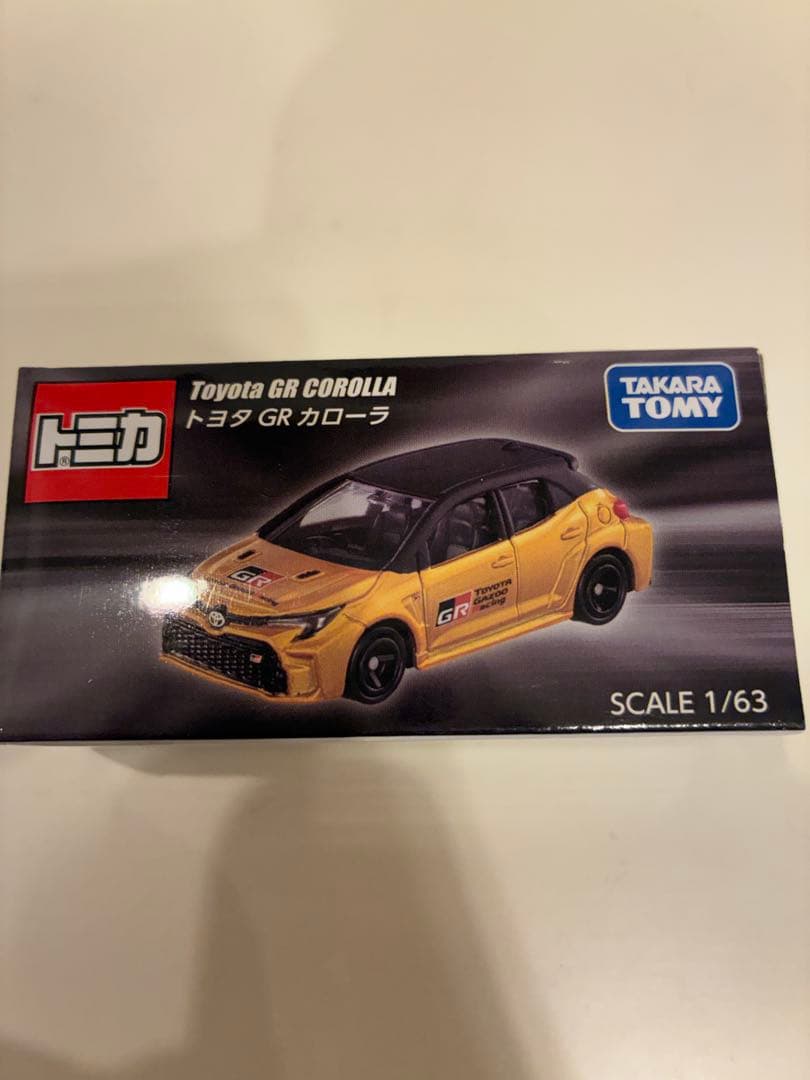 Toyota GR COROLLA
トヨタ GR カローラ
トミカ®
TAKARA
TOMY
GR
GR
TOYOTA
GAZOO
Racing
SCALE 1/63